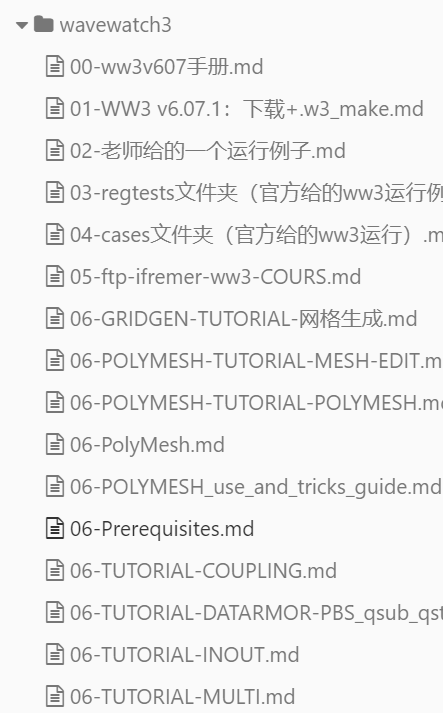 wavewatch3
00-ww3v607手册.md
01-WW3 v6.07.1：下载+.w3_make.md
02-老师给的一个运行例子.md
03-regtests文件夹（官方给的ww3运行例
04-cases文件夹（官方给的ww3运行）.m
05-ftp-ifremer-ww3-COURS.md
06-GRIDGEN-TUTORIAL-网格生成.md
06-POLYMESH-TUTORIAL-MESH-EDIT.m
06-POLYMESH-TUTORIAL-POLYMESH.m
06-PolyMesh.md
06-POLYMESH_use_and_tricks_guide.md
06-Prerequisites.md
06-TUTORIAL-COUPLING.md
06-TUTORIAL-DATARMOR-PBS_qsub_qst
06-TUTORIAL-INOUT.md
06-TUTORIAL-MULTI.md